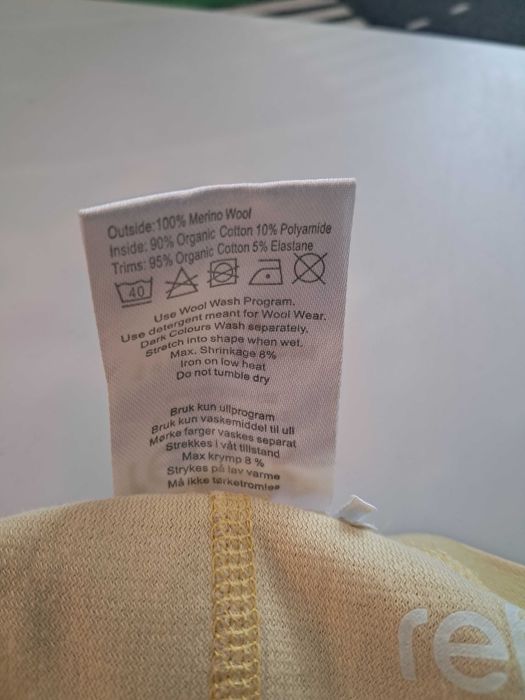 Outside:100% Merino Wool
Inside: 90% Organic Cotton 10% Polyamide
Trims: 95% Organic Cotton 5% Elastane
40
Use Wool Wash Program.
Use detergent meant for Wool Wear.
Dark Colours Wash separately.
Stretch into shape when wet.
Max. Shrinkage 8%
Iron on low heat
Do not tumble dry
Bruk kun ullprogram
Bruk kun vaskemiddel til ull
Mørke farger vaskes separat
Strekkes i våt tillstand
Max krymp 8 %
Strykes på lav varme
Må ikke tørketromles
re